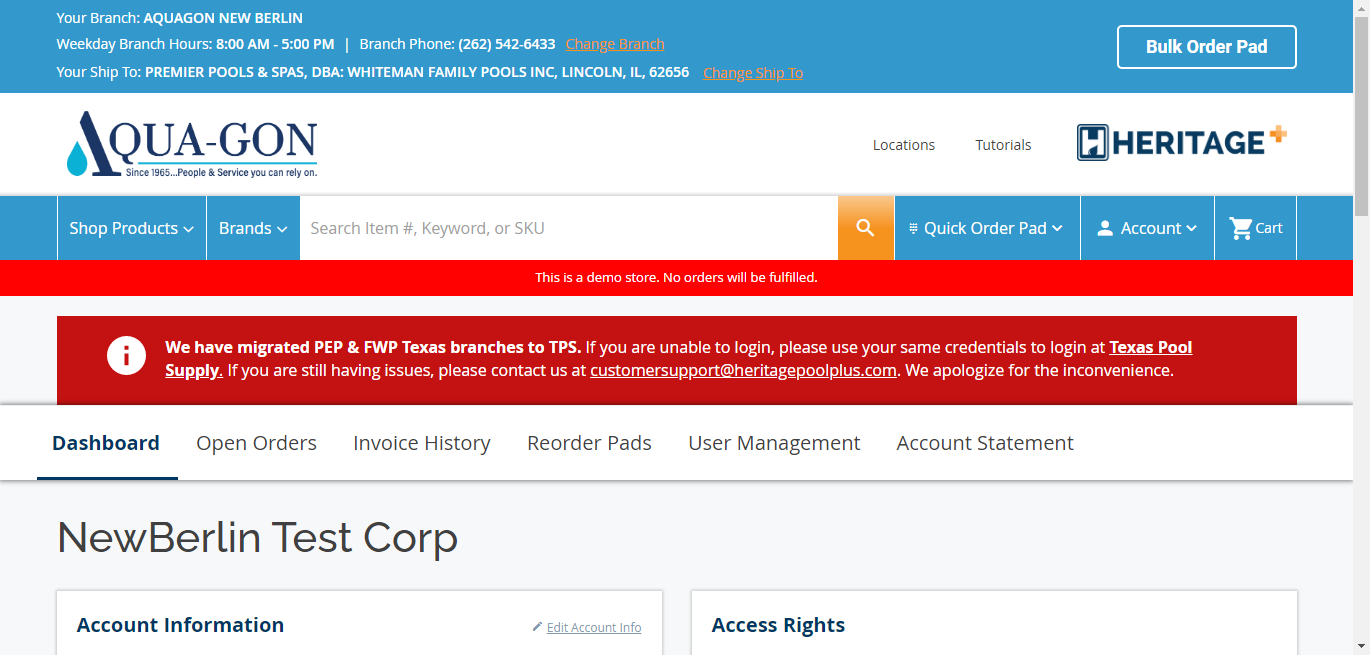 Your Branch: AQUAGON NEW BERLIN
Weekday Branch Hours: 8:00 AM - 5:00 PM | Branch Phone: (262) 542-6433 Change Branch
Your Ship To: PREMIER POOLS & SPAS, DBA: WHITEMAN FAMILY POOLS INC, LINCOLN, IL, 62656 Change Ship To
Bulk Order Pad
AQUA-GON
Since 1965...People & Service you can rely on.
Locations Tutorials
HERITAGE+
Shop Products Brands Search Item #, Keyword, or SKU Quick Order Pad Account Cart
This is a demo store. No orders will be fulfilled.
We have migrated PEP & FWP Texas branches to TPS. If you are unable to login, please use your same credentials to login at Texas Pool
Supply. If you are still having issues, please contact us at customersupport@heritagepoolplus.com. We apologize for the inconvenience.
Dashboard Open Orders Invoice History Reorder Pads User Management Account Statement
NewBerlin Test Corp
Account Information Edit Account Info
Access Rights